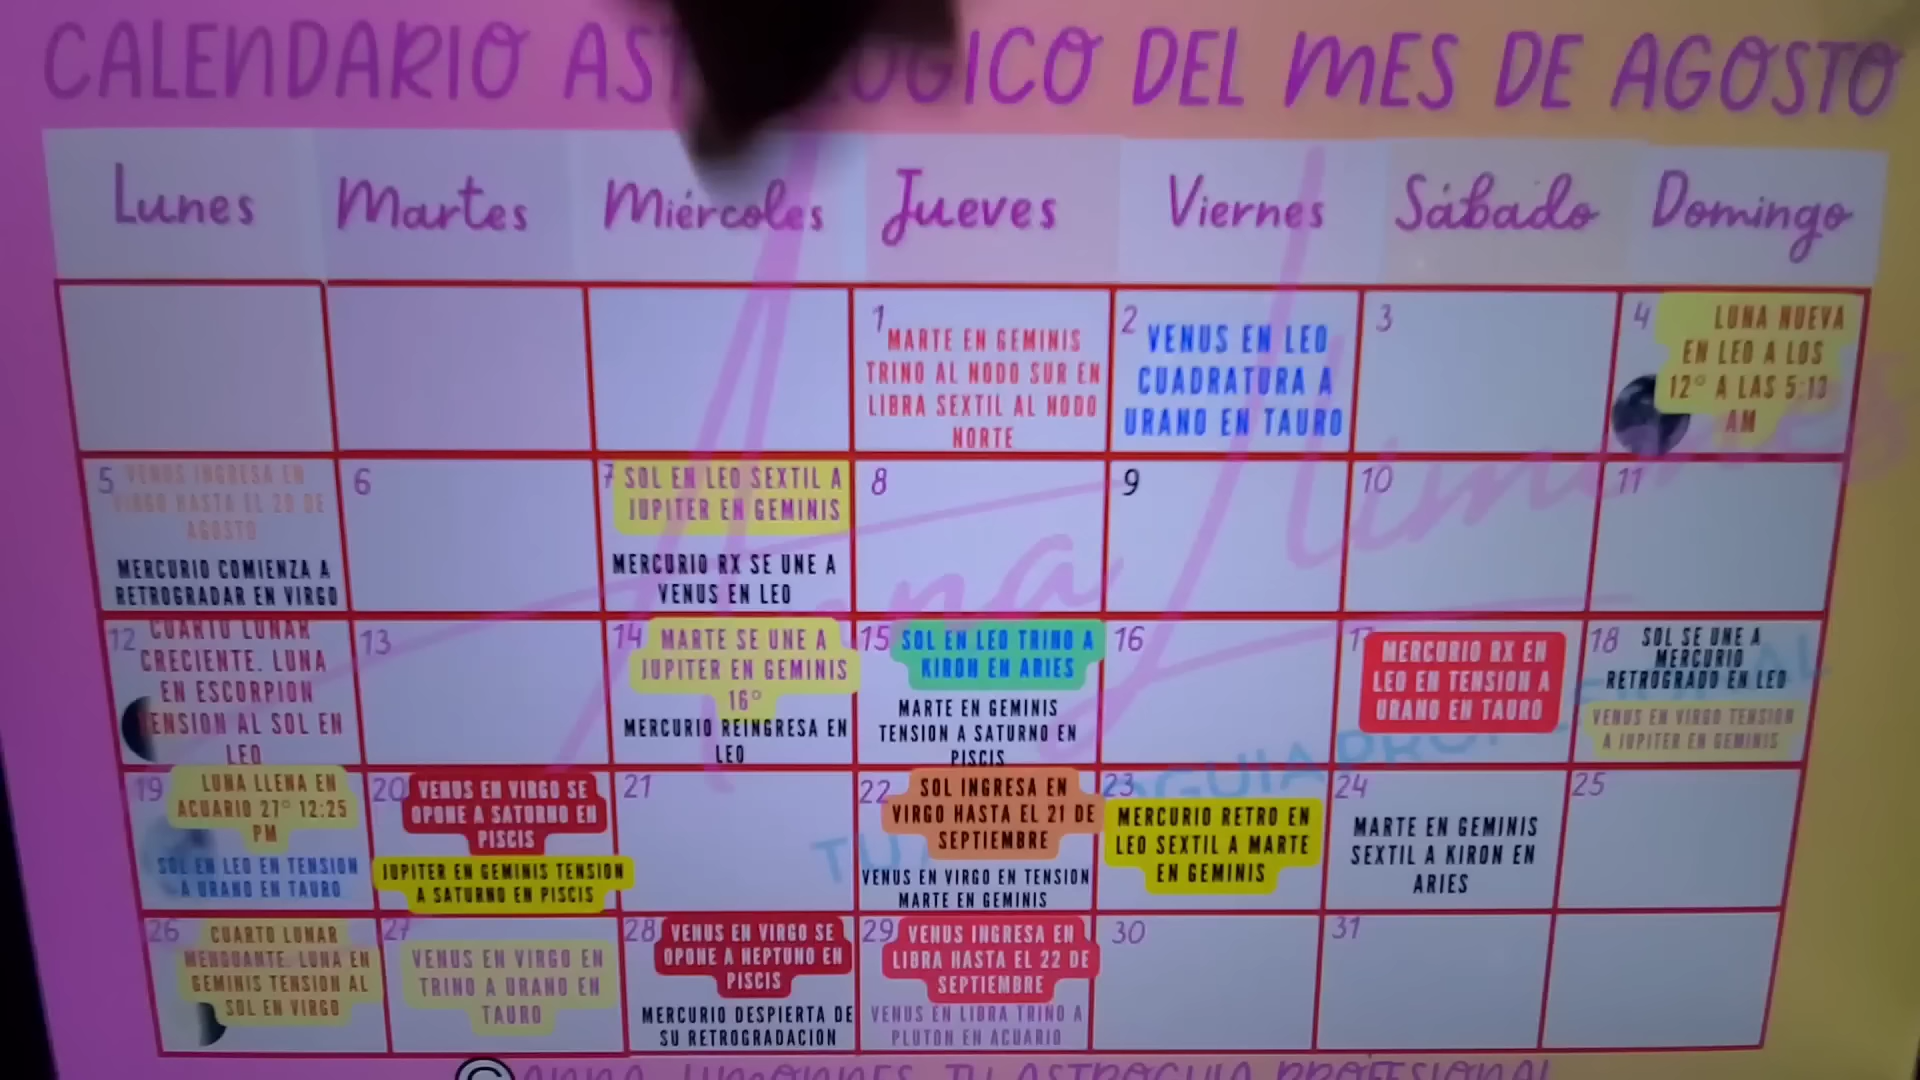 CALENDARIO ASTROLÓGICO DEL MES DE AGOSTO
Lunes Martes Miércoles Jueves Viernes Sábado Domingo
1
MARTE EN GEMINIS
TRINO AL NODO SUR EN
LIBRA SEXTIL AL NODO
NORTE
2
VENUS EN LEO
CUADRATURA A
URANO EN TAURO
3
4
LUNA NUEVA
EN LEO A LOS
12° A LAS 5:13
AM
5 VENUS INGRESA EN
VIRGO HASTA EL 20 DE
AGOSTO
MERCURIO COMIENZA A
RETROGRADAR EN VIRGO
6
7 SOL EN LEO SEXTIL A
JUPITER EN GEMINIS
MERCURIO RX SE UNE A
VENUS EN LEO
8
9
10
11
12 CUARTO LUNAR
CRECIENTE. LUNA
EN ESCORPION
TENSION AL SOL EN
LEO
13
14 MARTE SE UNE A
JUPITER EN GEMINIS
16°
MERCURIO REINGRESA EN
LEO
15 SOL EN LEO TRINO A
KIRON EN ARIES
MARTE EN GEMINIS
TENSION A SATURNO EN
PISCIS
16
17
MERCURIO RX EN
LEO EN TENSION A
URANO EN TAURO
18 SOL SE UNE A
MERCURIO
RETROGRADO EN LEO
VENUS EN VIRGO TENSION
A JUPITER EN GEMINIS
19 LUNA LLENA EN
ACUARIO 27° 12:25
PM
SOL EN LEO EN TENSION
A URANO EN TAURO
20 VENUS EN VIRGO SE
OPONE A SATURNO EN
PISCIS
JUPITER EN GEMINIS TENSION
A SATURNO EN PISCIS
21
22 SOL INGRESA EN
VIRGO HASTA EL 21 DE
SEPTIEMBRE
VENUS EN VIRGO EN TENSION
MARTE EN GEMINIS
23
MERCURIO RETRO EN
LEO SEXTIL A MARTE
EN GEMINIS
24
MARTE EN GEMINIS
SEXTIL A KIRON EN
ARIES
25
26 CUARTO LUNAR
MENGUANTE. LUNA EN
GEMINIS TENSION AL
SOL EN VIRGO
27
VENUS EN VIRGO EN
TRINO A URANO EN
TAURO
28 VENUS EN VIRGO SE
OPONE A NEPTUNO EN
PISCIS
MERCURIO DESPIERTA DE
SU RETROGRADACION
29 VENUS INGRESA EN
LIBRA HASTA EL 22 DE
SEPTIEMBRE
VENUS EN LIBRA TRINO A
PLUTON EN ACUARIO
30
31
TU ASTROGUIA PROFESIONAL